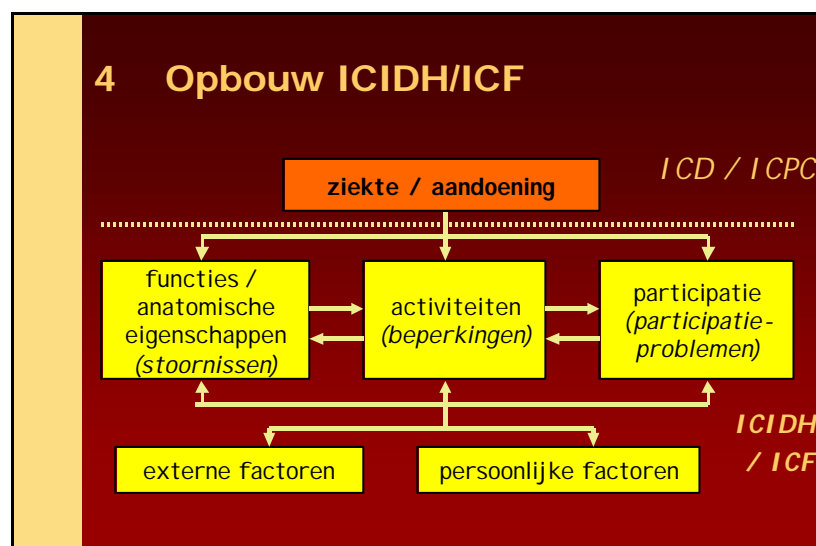 4 Opbouw ICIDH/ICF
ICD / ICPC
ziekte / aandoening
functies /
anatomische
eigenschappen
(stoornissen)
activiteiten
(beperkingen)
participatie
(participatie-
problemen)
ICIDH
/ ICF
externe factoren
persoonlijke factoren